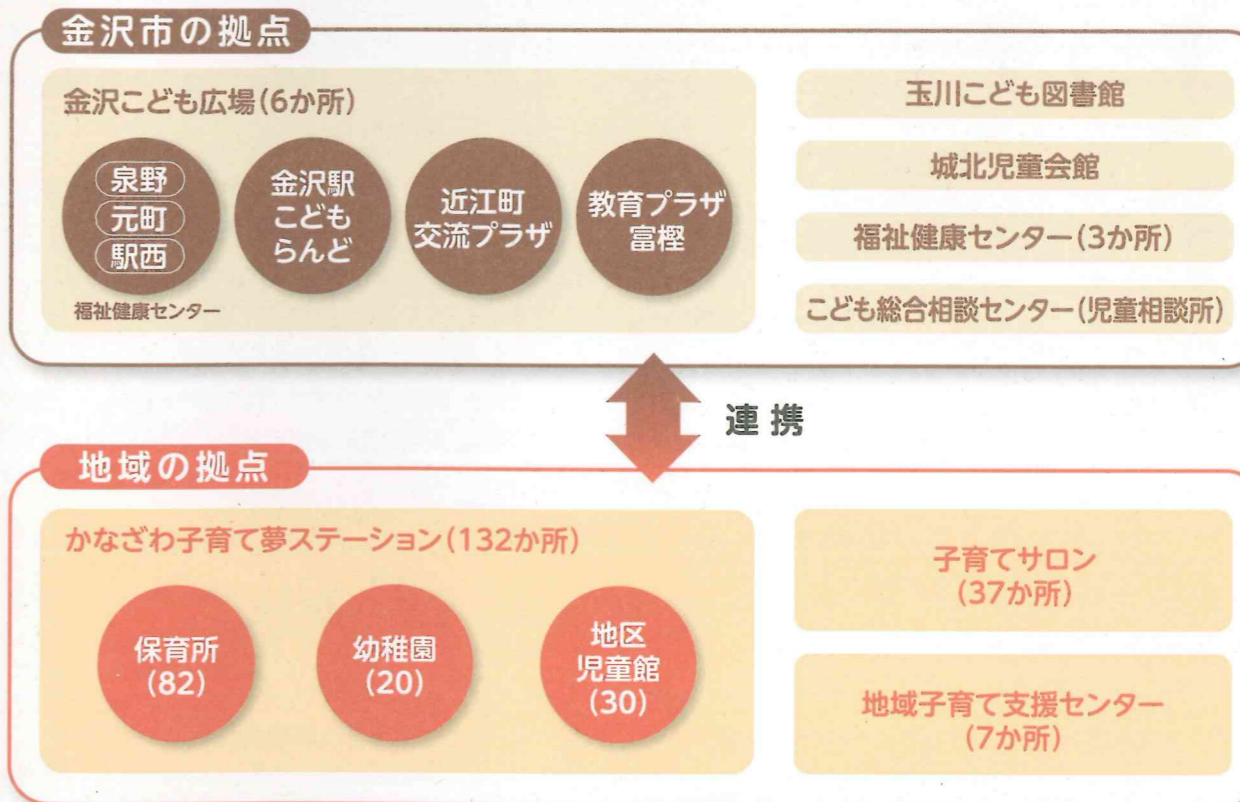 金沢市の拠点
金沢こども広場(6か所)
泉野
元町
駅西
福祉健康センター
金沢駅
こども
らんど
近江町
交流プラザ
教育プラザ
富樫
玉川こども図書館
城北児童会館
福祉健康センター(3か所)
こども総合相談センター(児童相談所)
連携
地域の拠点
かなざわ子育て夢ステーション(132か所)
保育所
(82)
幼稚園
(20)
地区
児童館
(30)
子育てサロン
(37か所)
地域子育て支援センター
(7か所)